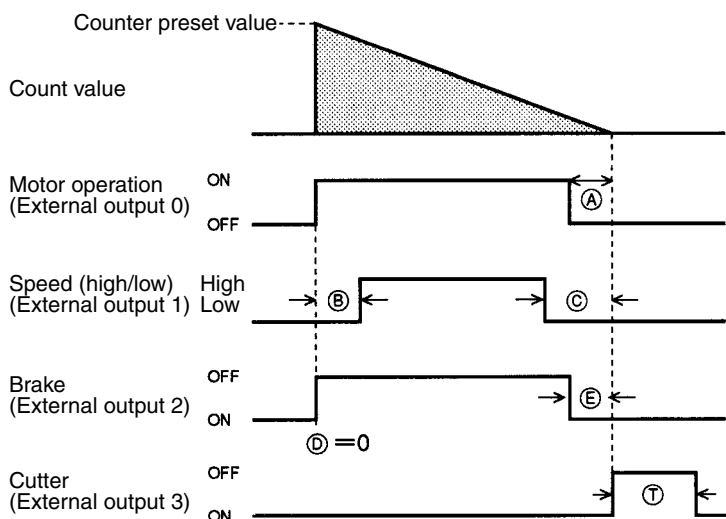 Counter preset value
Count value
Motor operation
(External output 0)
ON
OFF
Ⓐ
Speed (high/low)
(External output 1)
High
Low
Ⓑ
Ⓒ
Brake
(External output 2)
OFF
ON
Ⓔ
Ⓓ =0
Cutter
(External output 3)
OFF
ON
Ⓣ